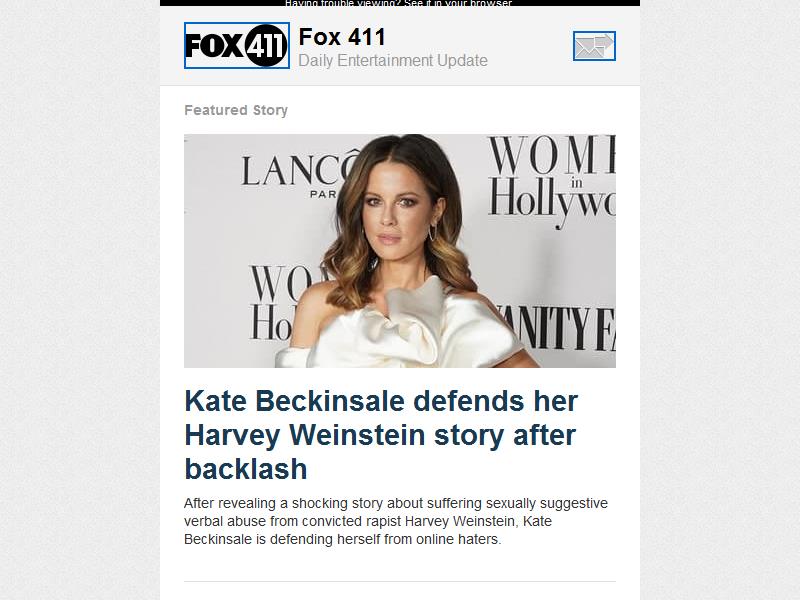 Having trouble viewing? See it in your browser
FOX 411
Fox 411
Daily Entertainment Update
Featured Story
LANCÔ
PAR
WOME
in
Hollywo
WO
Ho
ANITY FA
Kate Beckinsale defends her
Harvey Weinstein story after
backlash
After revealing a shocking story about suffering sexually suggestive
verbal abuse from convicted rapist Harvey Weinstein, Kate
Beckinsale is defending herself from online haters.